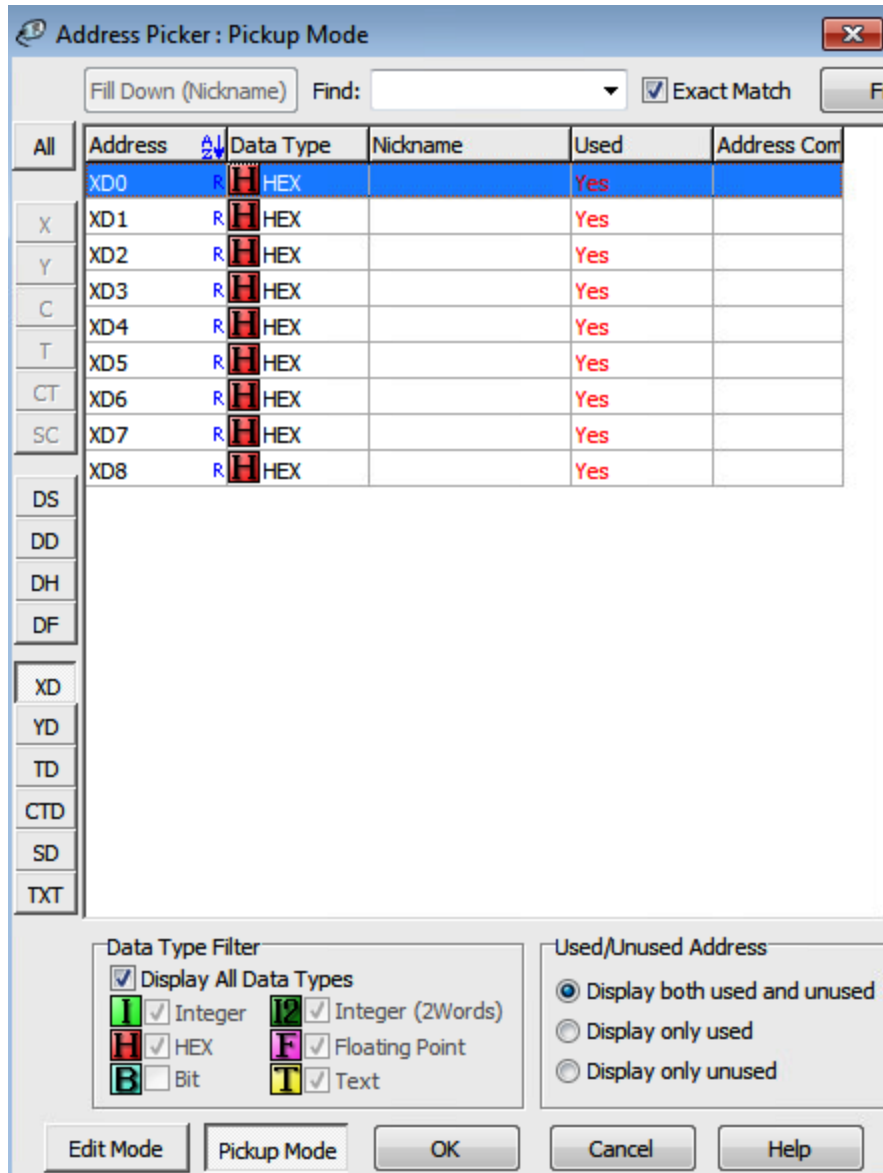 Address Picker : Pickup Mode
Fill Down (Nickname) Find: Exact Match
All
Address Data Type Nickname Used Address Com
XD0 R H HEX Yes
XD1 R H HEX Yes
XD2 R H HEX Yes
XD3 R H HEX Yes
XD4 R H HEX Yes
XD5 R H HEX Yes
XD6 R H HEX Yes
XD7 R H HEX Yes
XD8 R H HEX Yes
X
Y
C
T
CT
SC
DS
DD
DH
DF
XD
YD
TD
CTD
SD
TXT
Data Type Filter
Display All Data Types
I Integer I2 Integer (2Words)
H HEX F Floating Point
B Bit T Text
Used/Unused Address
Display both used and unused
Display only used
Display only unused
Edit Mode Pickup Mode OK Cancel Help